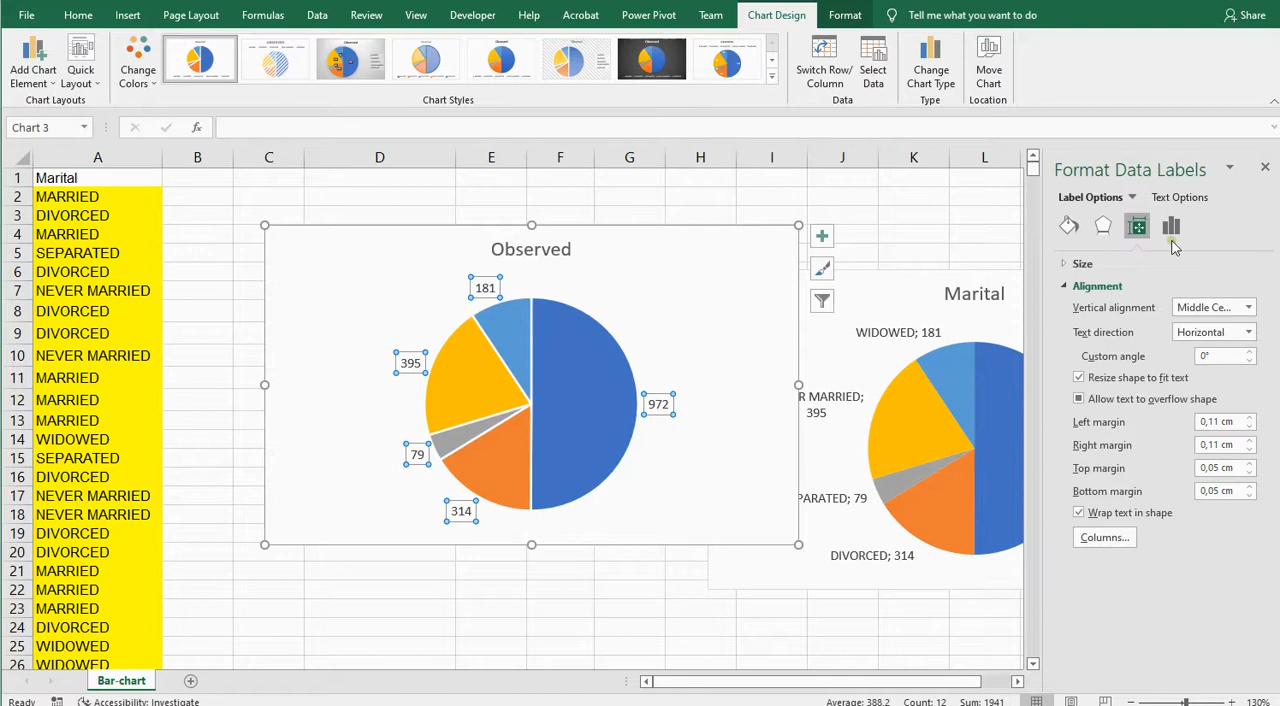 File Home Insert Page Layout Formulas Data Review View Developer Help Acrobat Power Pivot Team Chart Design Format Tell me what you want to do Share
Add Chart Element
Quick Layout
Change Colors
Switch Row/ Column
Select Data
Change Chart Type
Move Chart
Chart Layouts Chart Styles Data Type Location
Chart 3 fx
A B C D E F G H I J K L
1 Marital
2 MARRIED
3 DIVORCED
4 MARRIED
5 SEPARATED
6 DIVORCED
7 NEVER MARRIED
8 DIVORCED
9 DIVORCED
10 NEVER MARRIED
11 MARRIED
12 MARRIED
13 MARRIED
14 WIDOWED
15 SEPARATED
16 DIVORCED
17 NEVER MARRIED
18 NEVER MARRIED
19 DIVORCED
20 DIVORCED
21 MARRIED
22 MARRIED
23 MARRIED
24 DIVORCED
25 WIDOWED
26 WIDOWED
Observed
181
395
972
79
314
Marital
WIDOWED; 181
R MARRIED;
395
PARATED; 79
DIVORCED; 314
Format Data Labels
Label Options Text Options
Size
Alignment
Vertical alignment Middle Ce...
Text direction Horizontal
Custom angle 0°
Resize shape to fit text
Allow text to overflow shape
Left margin 0,11 cm
Right margin 0,11 cm
Top margin 0,05 cm
Bottom margin 0,05 cm
Wrap text in shape
Columns...
Bar-chart
Ready Accessibility: Investigate Average: 388,2 Count: 12 Sum: 1941 130%